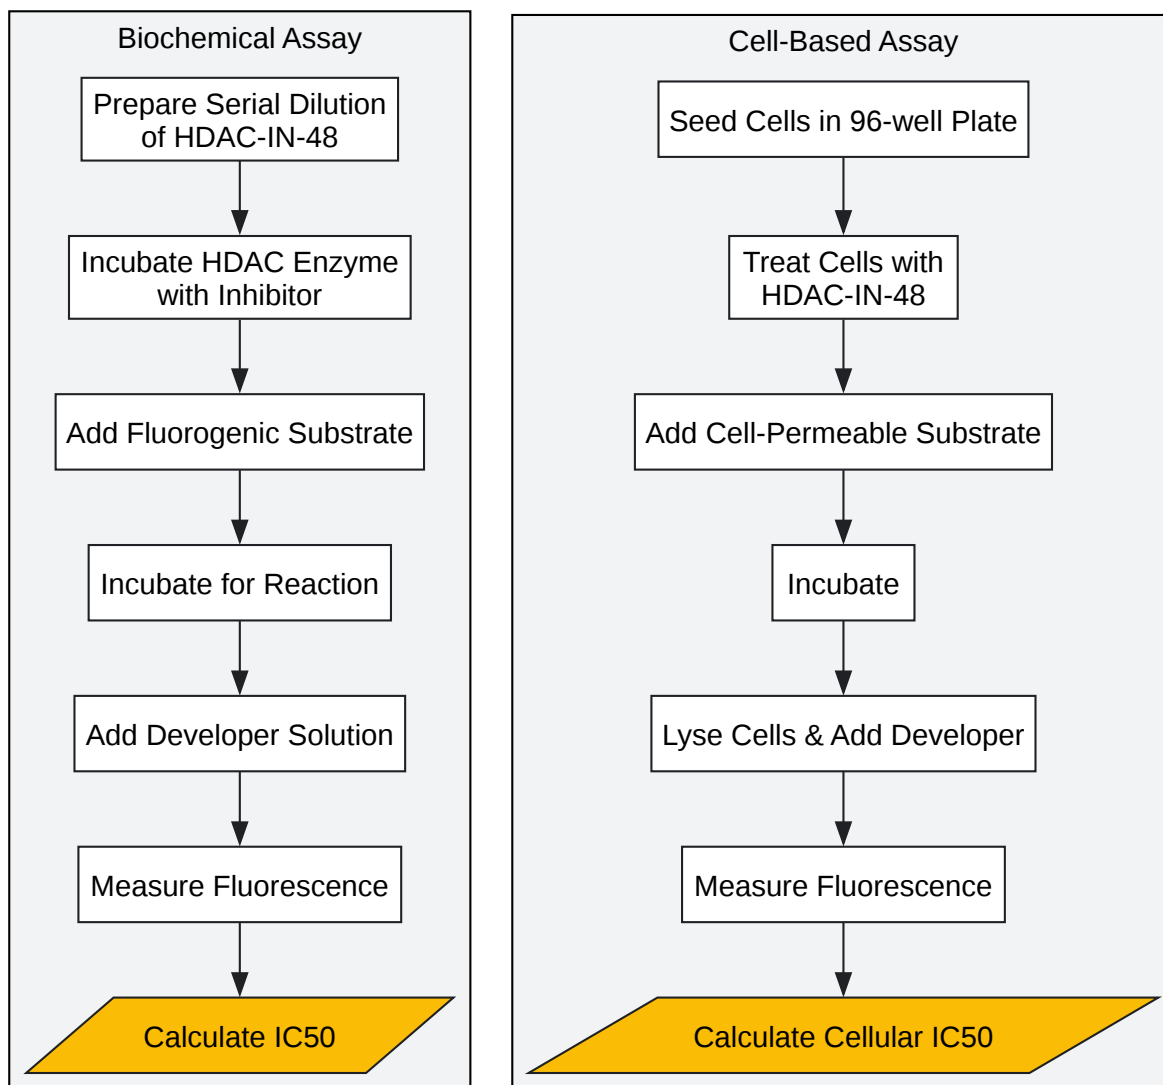 Biochemical Assay
Prepare Serial Dilution
of HDAC-IN-48
Incubate HDAC Enzyme
with Inhibitor
Add Fluorogenic Substrate
Incubate for Reaction
Add Developer Solution
Measure Fluorescence
Calculate IC50
Cell-Based Assay
Seed Cells in 96-well Plate
Treat Cells with
HDAC-IN-48
Add Cell-Permeable Substrate
Incubate
Lyse Cells & Add Developer
Measure Fluorescence
Calculate Cellular IC50